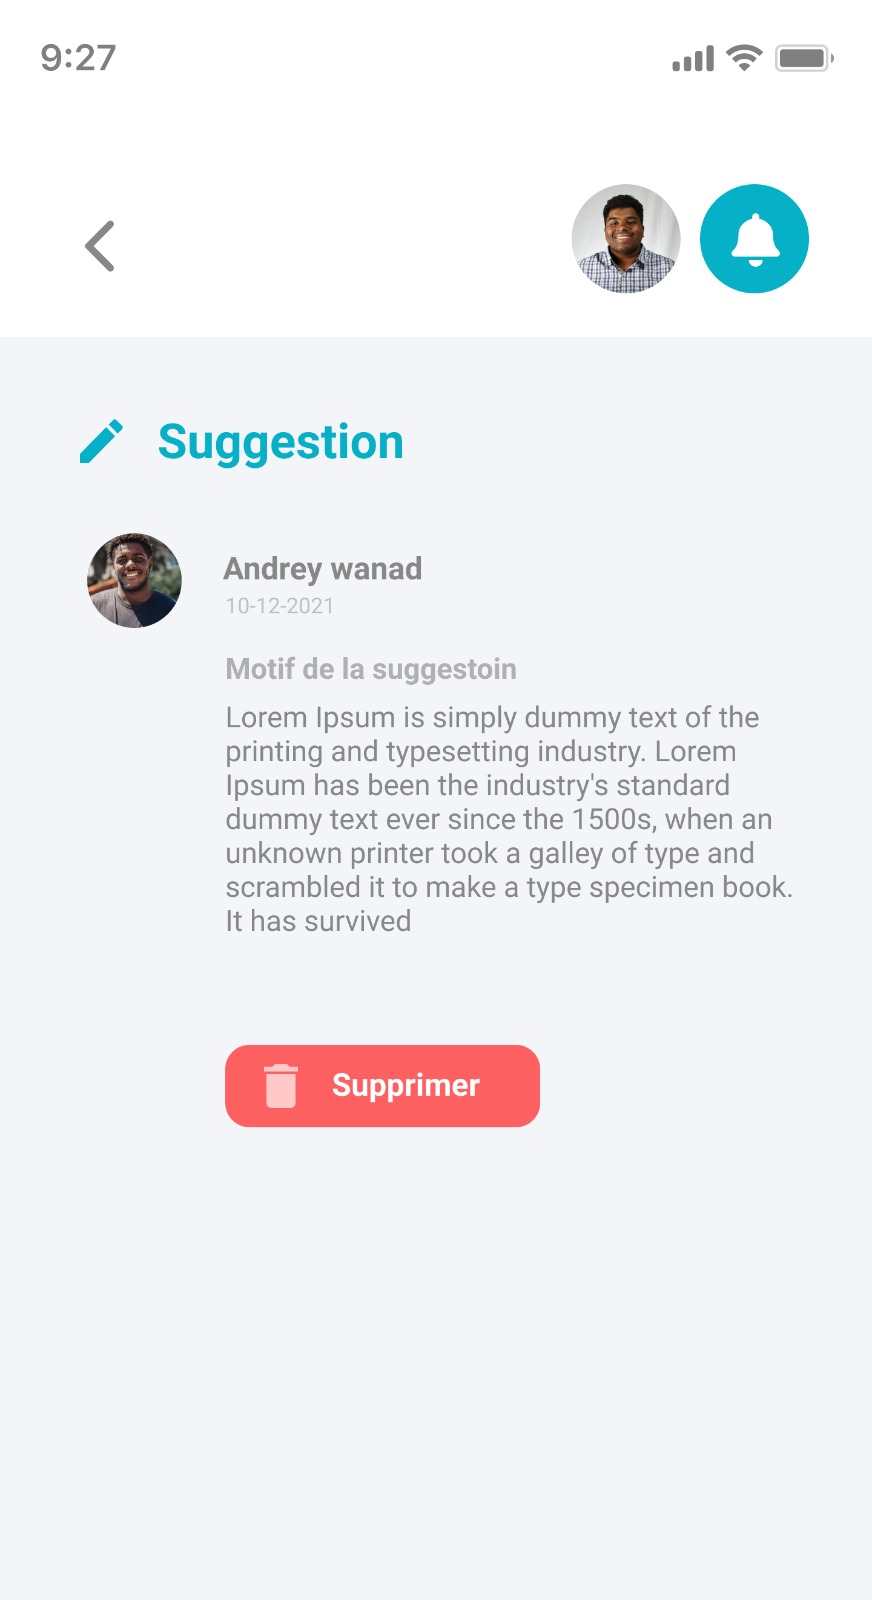 9:27
Suggestion
Andrey wanad
10-12-2021
Motif de la suggestoin
Lorem Ipsum is simply dummy text of the
printing and typesetting industry. Lorem
Ipsum has been the industry's standard
dummy text ever since the 1500s, when an
unknown printer took a galley of type and
scrambled it to make a type specimen book.
It has survived
Supprimer